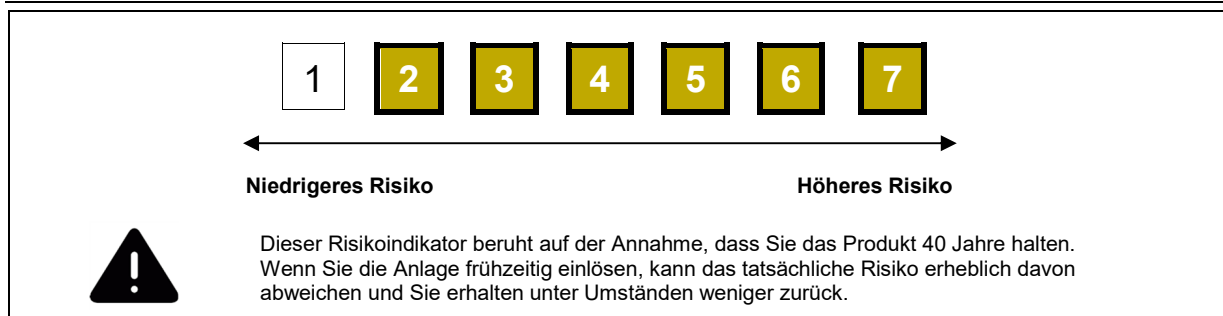 1 2 3 4 5 6 7
Niedrigeres Risiko Höheres Risiko
Dieser Risikoindikator beruht auf der Annahme, dass Sie das Produkt 40 Jahre halten.
Wenn Sie die Anlage frühzeitig einlösen, kann das tatsächliche Risiko erheblich davon
abweichen und Sie erhalten unter Umständen weniger zurück.